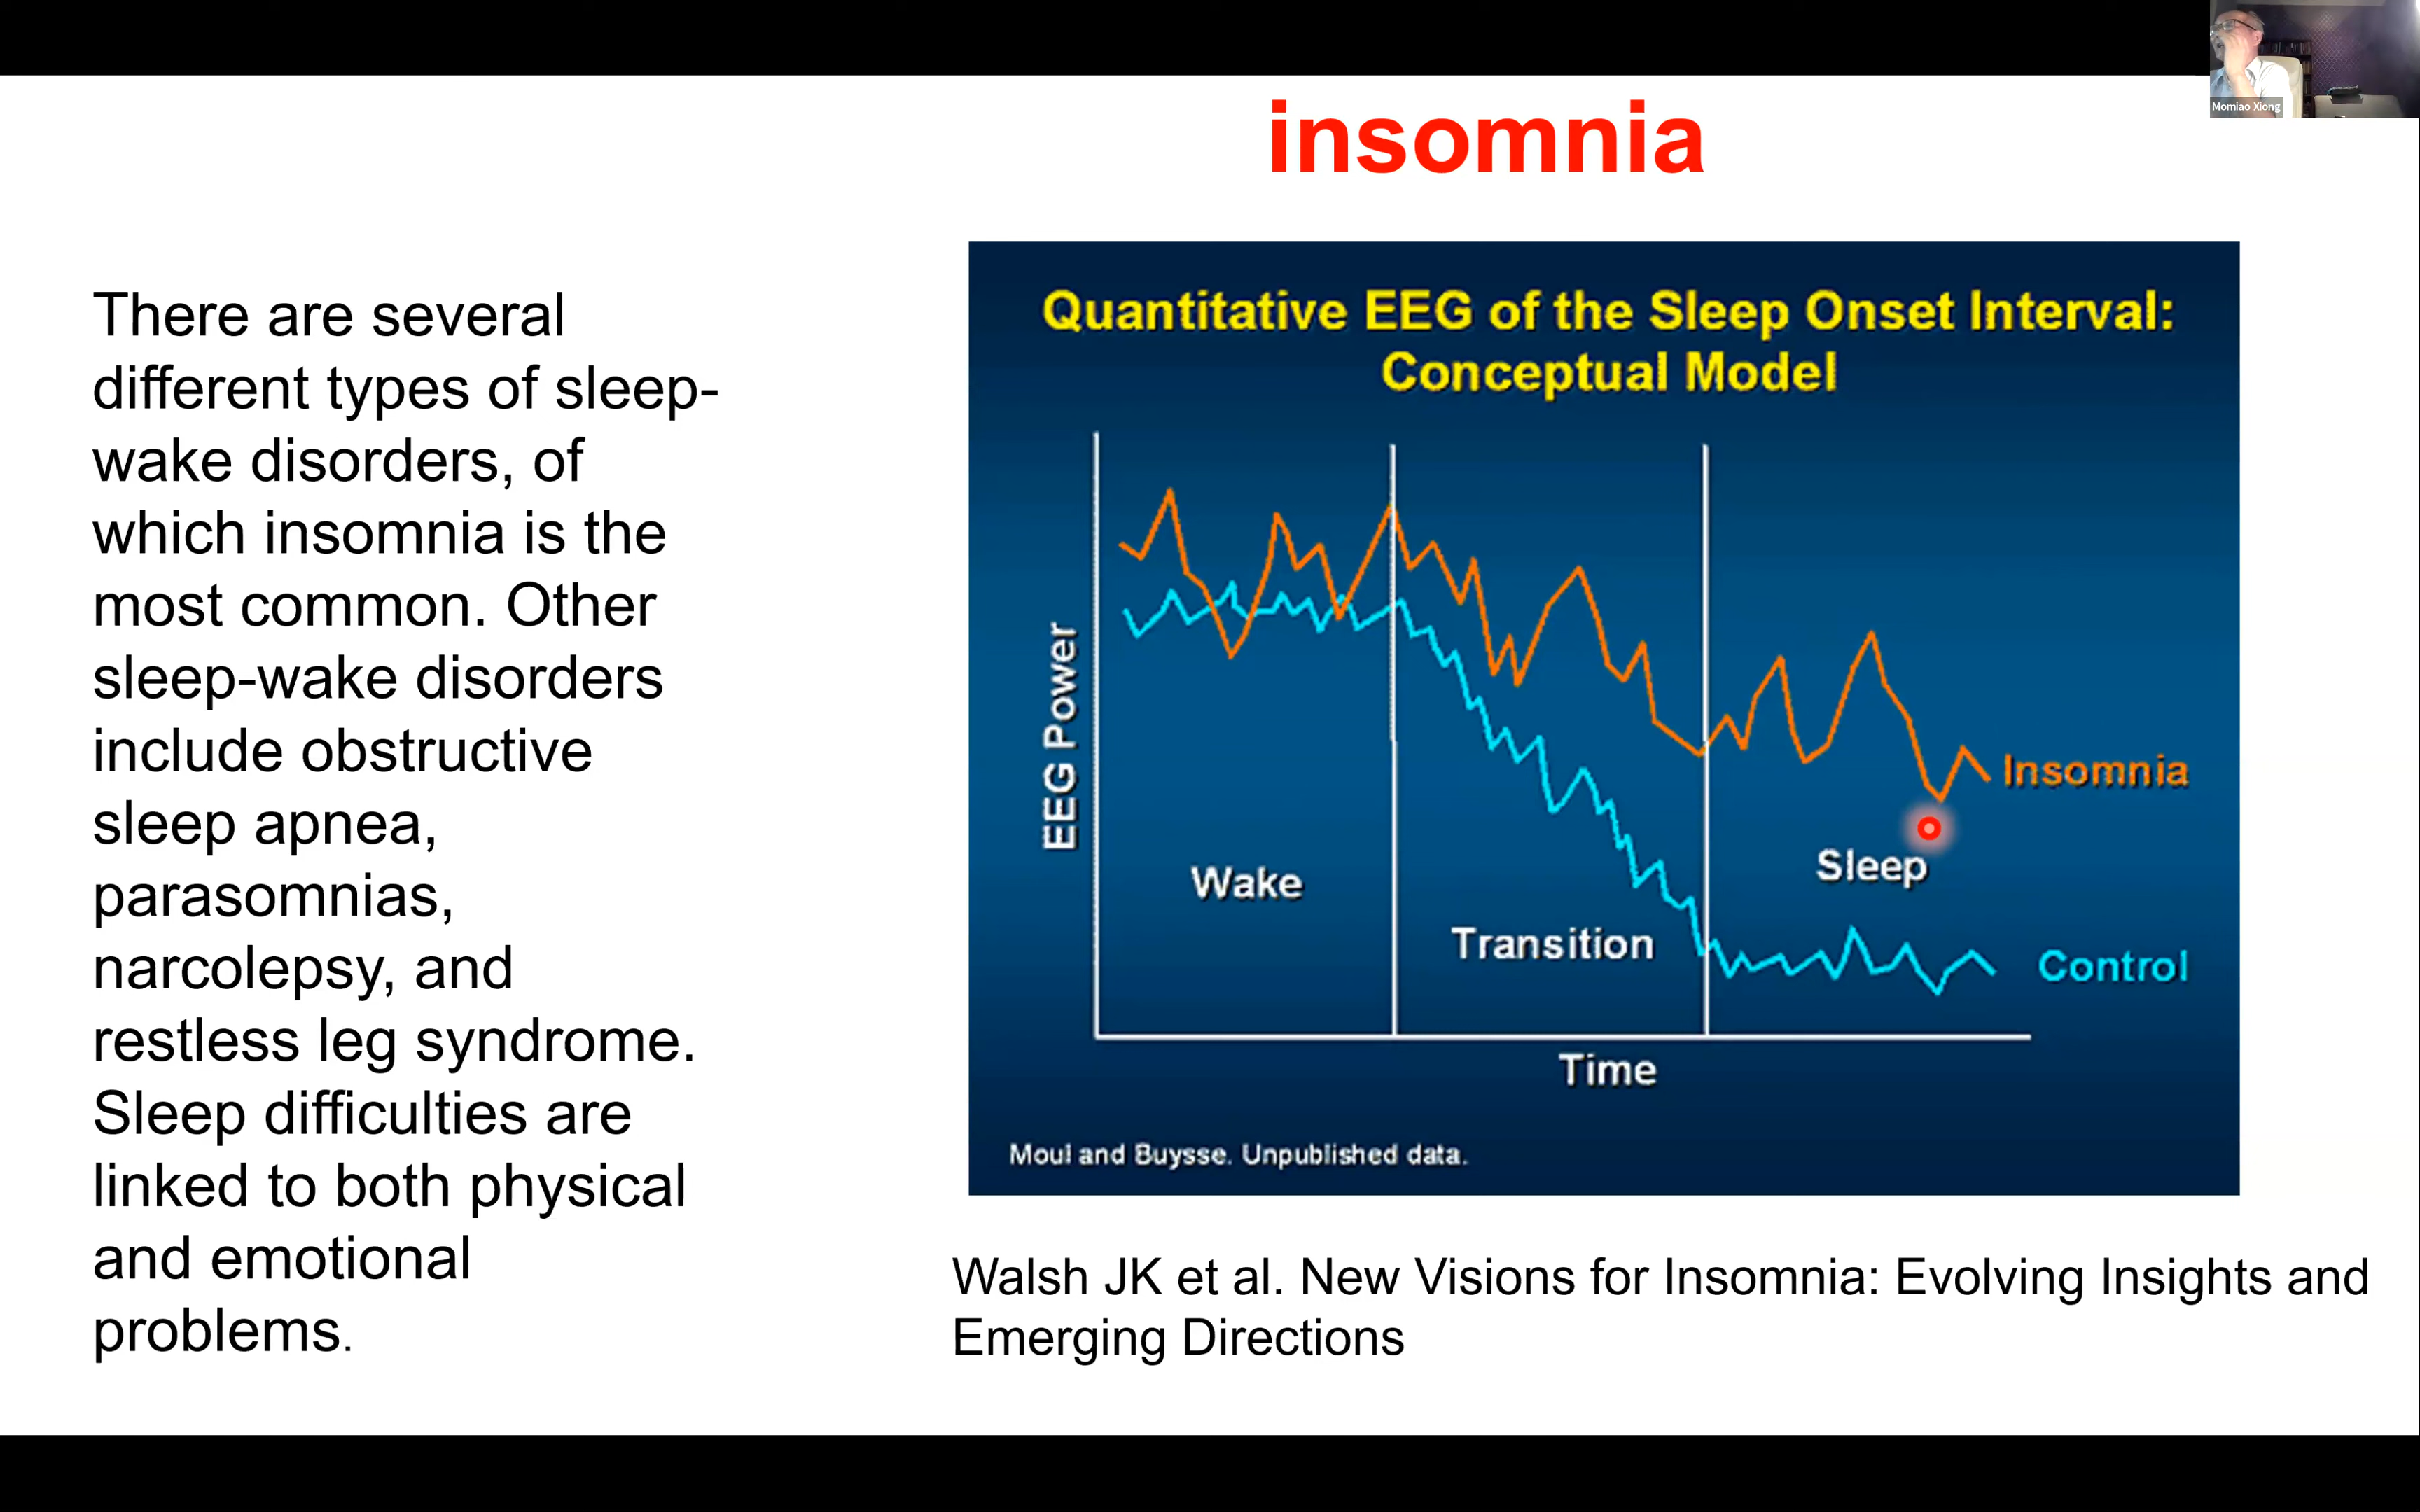 Momiao Xiong
insomnia
There are several
different types of sleep-
wake disorders, of
which insomnia is the
most common. Other
sleep-wake disorders
include obstructive
sleep apnea,
parasomnias,
narcolepsy, and
restless leg syndrome.
Sleep difficulties are
linked to both physical
and emotional
problems.
Quantitative EEG of the Sleep Onset Interval:
Conceptual Model
EEG Power
Wake
Transition
Sleep
Insomnia
Control
Time
Moul and Buysse. Unpublished data.
Walsh JK et al. New Visions for Insomnia: Evolving Insights and
Emerging Directions